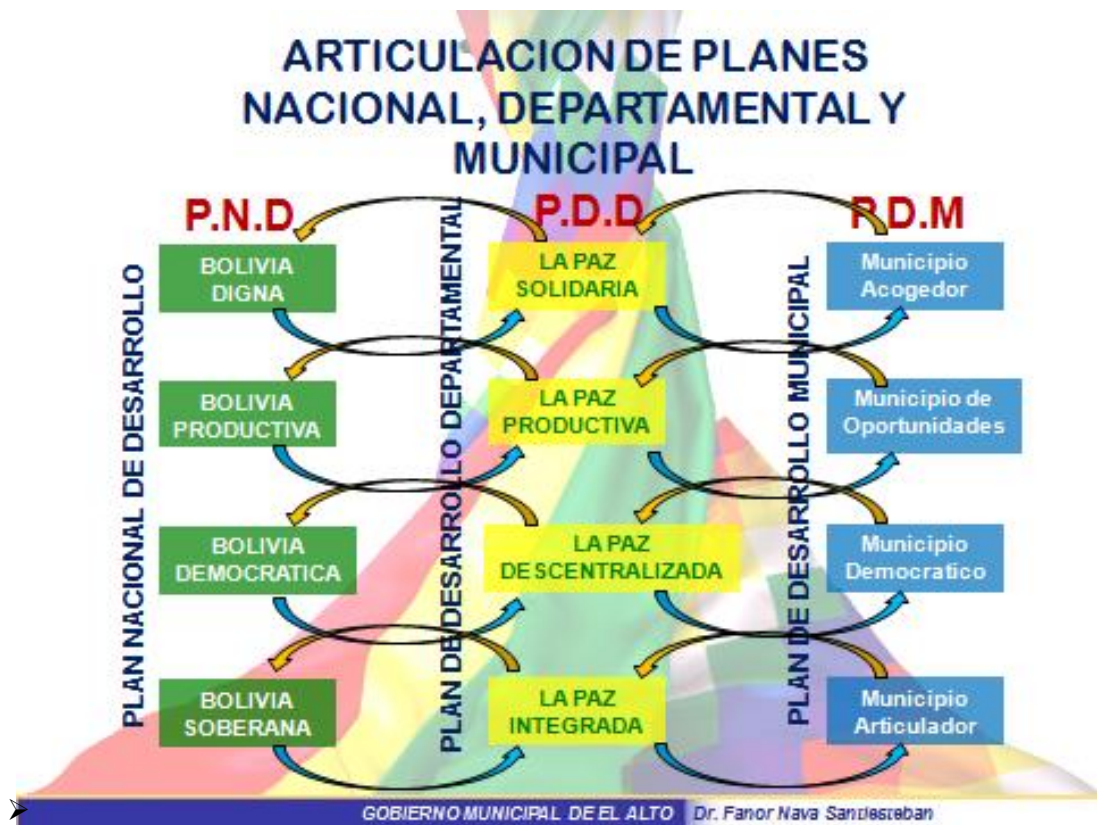 ARTICULACION DE PLANES
NACIONAL, DEPARTAMENTAL Y
MUNICIPAL
P.N.D.
P.D.D
P.D.M
PLAN NACIONAL DE DESARROLLO
BOLIVIA
DIGNA
BOLIVIA
PRODUCTIVA
BOLIVIA
DEMOCRATICA
BOLIVIA
SOBERANA
PLAN DE DESARROLLO DEPARTAMENTAL
LA PAZ
SOLIDARIA
LA PAZ
PRODUCTIVA
LA PAZ
DESCENTRALIZADA
LA PAZ
INTEGRADA
PLAN DE DESARROLLO MUNICIPAL
Municipio
Acogedor
Municipio de
Oportunidades
Municipio
Democratico
Municipio
Articulador
GOBIERNO MUNICIPAL DE EL ALTO Dr. Fanor Nava Santiesteban